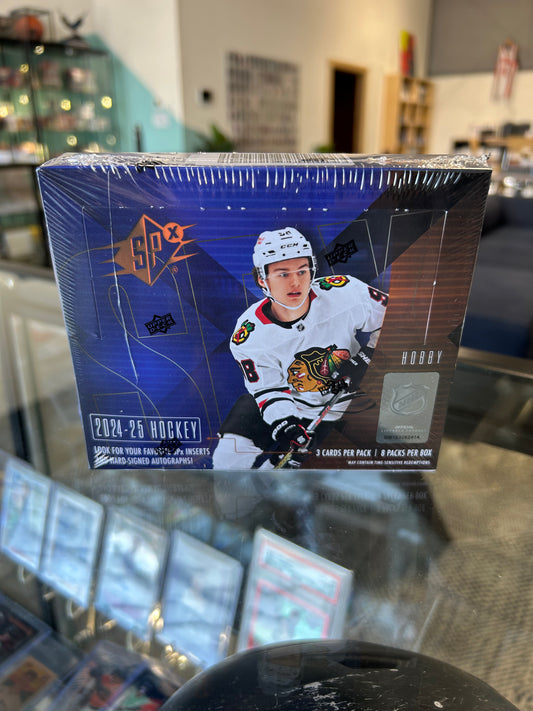 SPx
UPPER DECK
UPPER DECK
CCM
98
HOBBY
2024-25 HOCKEY
LOOK FOR YOUR FAVORITE SPx INSERTS
HARD-SIGNED AUTOGRAPHS!
3 CARDS PER PACK | 8 PACKS PER BOX
*MAY CONTAIN TIME-SENSITIVE REDEMPTIONS